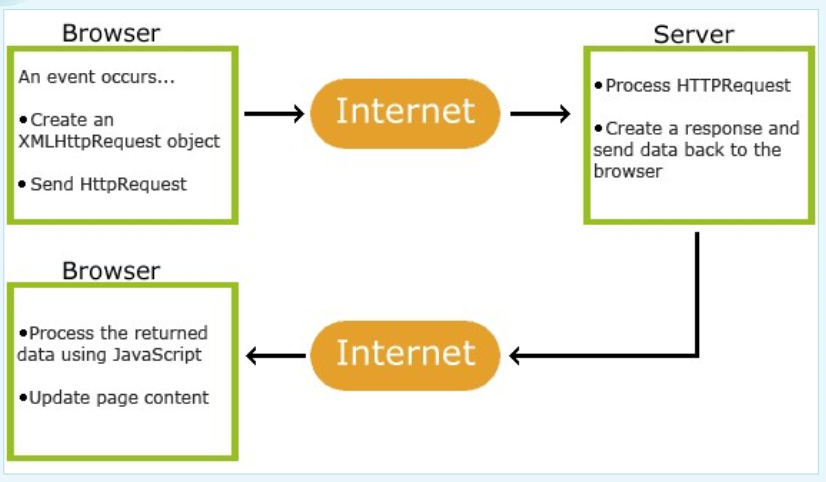 Browser
An event occurs...
•Create an
XMLHttpRequest object
• Send HttpRequest
Internet
Server
•Process HTTPRequest
•Create a response and
send data back to the
browser
Browser
•Process the returned
data using JavaScript
•Update page content
Internet